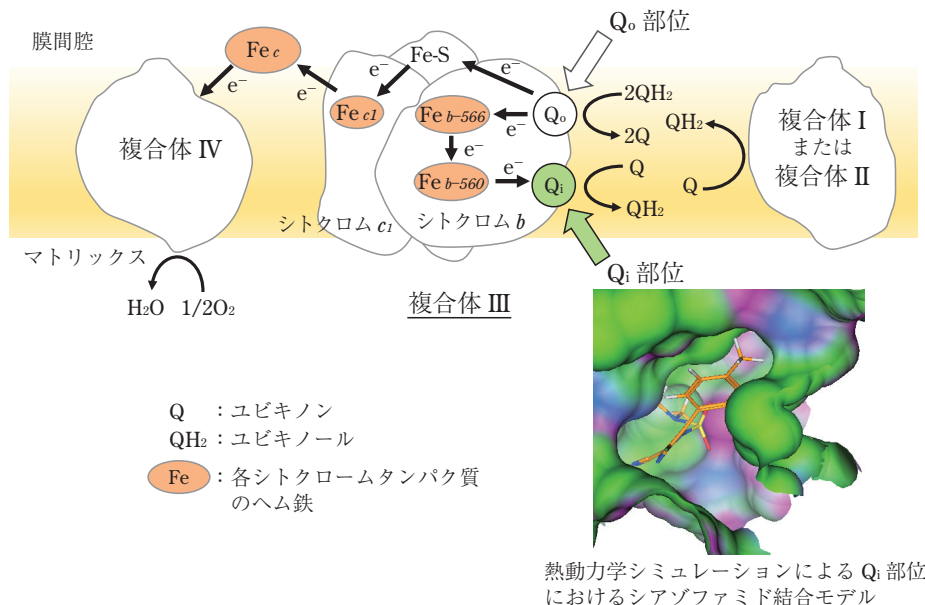 Qo 部位
膜間腔
Fe c
e−
e−
Fe-S
e−
e−
Fe c1
Fe b−566
e−
Qo
2QH2
2Q
QH2
Q
複合体 I
または
複合体 II
複合体 IV
e−
Fe b−560
e−
Qi
Q
QH2
シトクロム c1
シトクロム b
マトリックス
H2O 1/2O2
Qi 部位
複合体 III
Q :ユビキノン
QH2 :ユビキノール
Fe :各シトクロームタンパク質
のヘム鉄
熱動力学シミュレーションによる Qi 部位
におけるシアゾファミド結合モデル